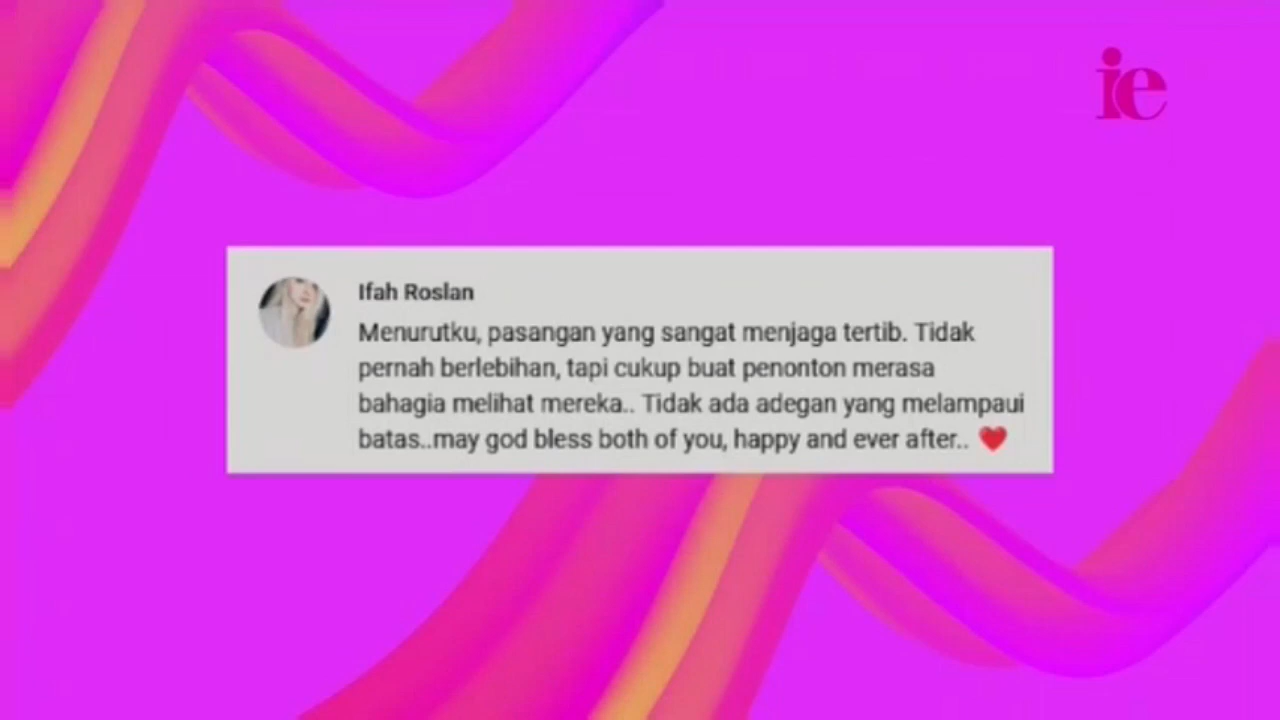 ie
Ifah Roslan
Menurutku, pasangan yang sangat menjaga tertib. Tidak
pernah berlebihan, tapi cukup buat penonton merasa
bahagia melihat mereka.. Tidak ada adegan yang melampaui
batas..may god bless both of you, happy and ever after.. ❤️